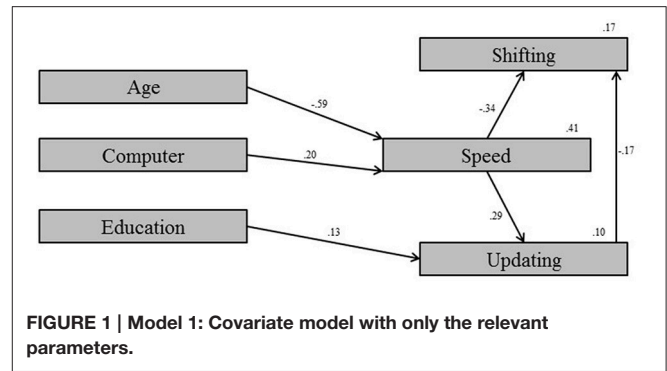 .17
Shifting
Age
-.59
-.34
Computer
.20
.41
Speed
-.17
Education
.13
.29
.10
Updating
FIGURE 1 | Model 1: Covariate model with only the relevant
parameters.